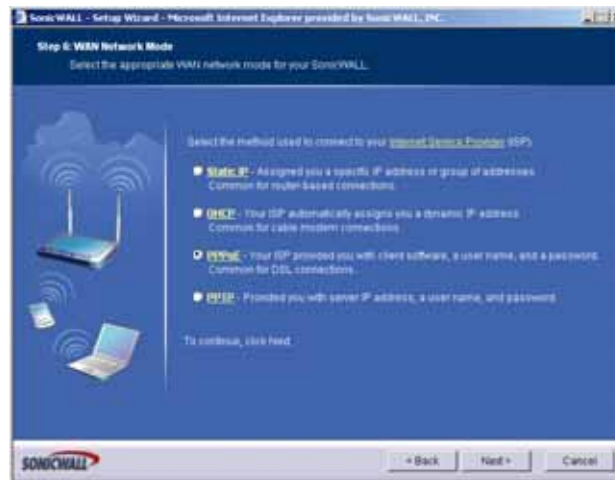 SonicWALL - Setup Wizard - Microsoft Internet Explorer provided by SonicWALL, INC.
Step 6: WAN Network Mode
Select the appropriate WAN network mode for your SonicWALL.
Select the method used to connect to your Internet Service Provider (ISP):
Static IP - Assigned you a specific IP address or group of addresses.
Common for router-based connections.
DHCP - Your ISP automatically assigns you a dynamic IP address.
Common for cable modem connections.
PPPoE - Your ISP provided you with client software, a user name, and a password.
Common for DSL connections.
PPTP - Provided you with server IP address, a user name, and password.
To continue, click Next.
SONICWALL
< Back
Next >
Cancel